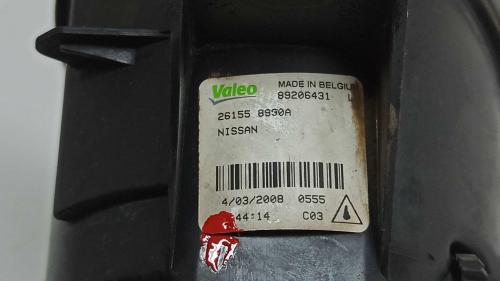 Valeo MADE IN BELGIUM
89206431 L
26155 8990A
NISSAN
4/03/2008 0555
44:14 C03